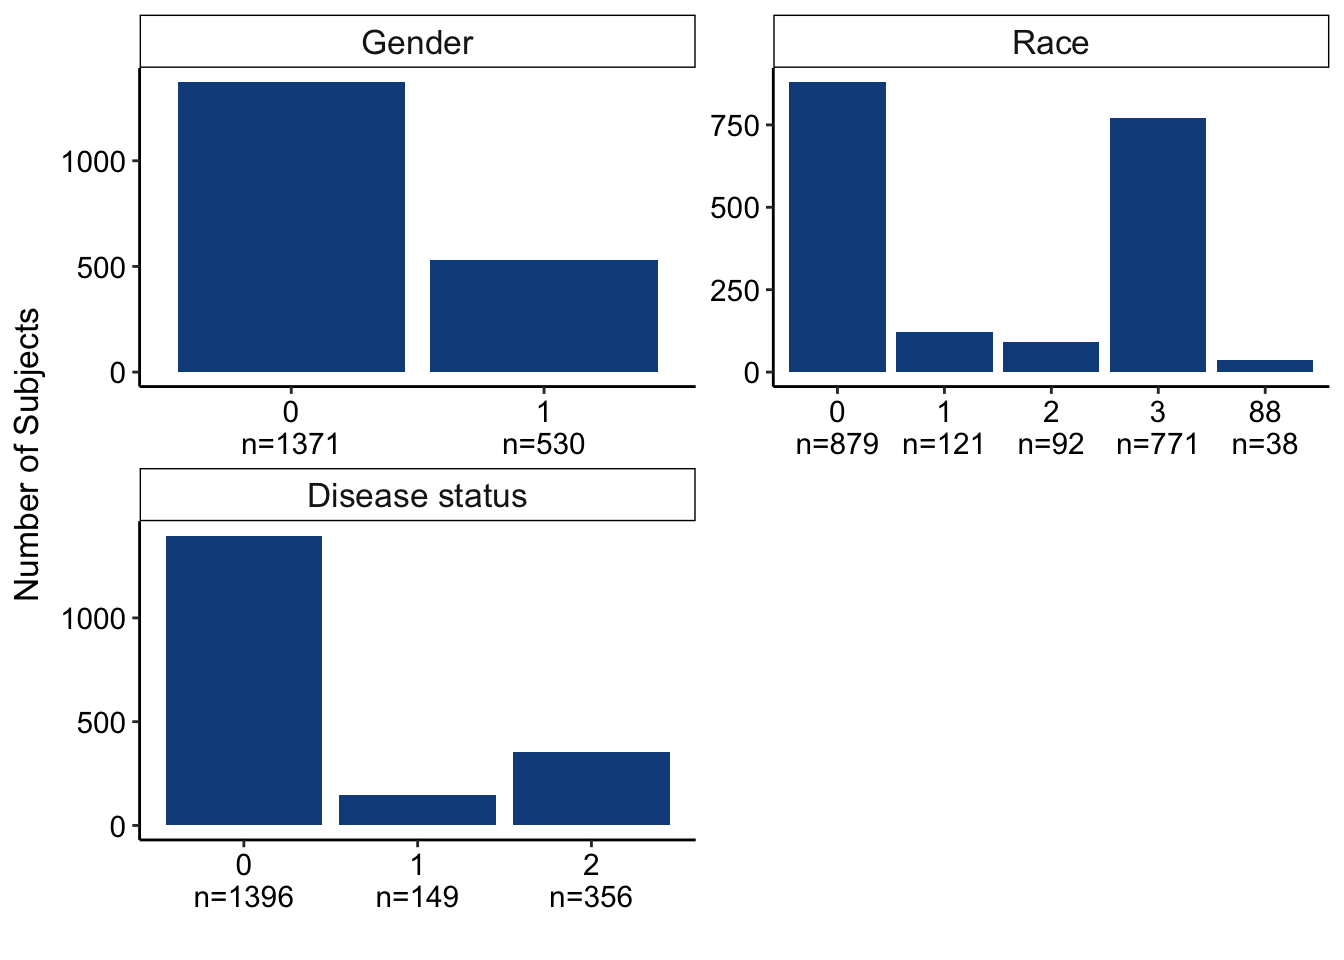 Number of Subjects
Gender
1000
500
0
0 1
n=1371 n=530
Race
750
500
250
0
0 1 2 3 88
n=879 n=121 n=92 n=771 n=38
Disease status
1000
500
0
0 1 2
n=1396 n=149 n=356